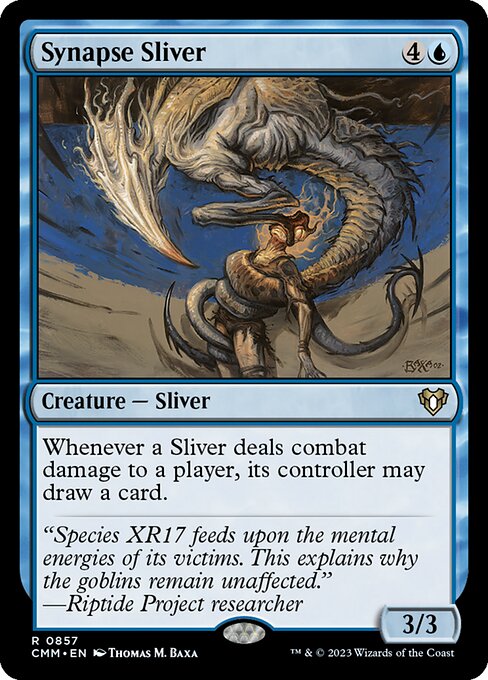 Synapse Sliver 4
Creature — Sliver
Whenever a Sliver deals combat
damage to a player, its controller may
draw a card.
“Species XR17 feeds upon the mental
energies of its victims. This explains why
the goblins remain unaffected.”
—Riptide Project researcher
3/3
R 0857
CMM • EN Thomas M. Baxa
™ & © 2023 Wizards of the Coast
BAXA 02